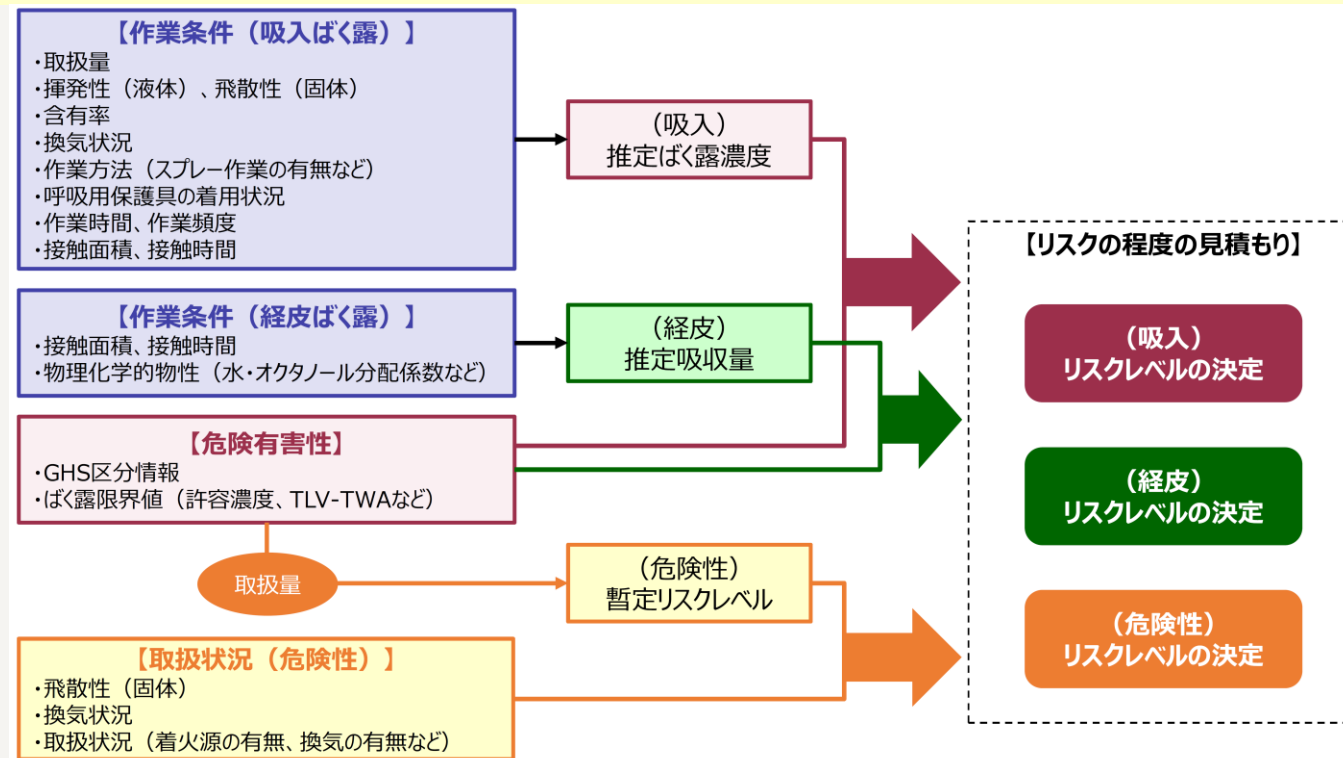 【作業条件（吸入ばく露）】
・取扱量
・揮発性（液体）、飛散性（固体）
・含有率
・換気状況
・作業方法（スプレー作業の有無など）
・呼吸用保護具の着用状況
・作業時間、作業頻度
・接触面積、接触時間
（吸入）
推定ばく露濃度
【作業条件（経皮ばく露）】
・接触面積、接触時間
・物理化学的物性（水・オクタノール分配係数など）
（経皮）
推定吸収量
【危険有害性】
・GHS区分情報
・ばく露限界値（許容濃度、TLV-TWAなど）
取扱量
（危険性）
暫定リスクレベル
【取扱状況（危険性）】
・飛散性（固体）
・換気状況
・取扱状況（着火源の有無、換気の有無など）
【リスクの程度の見積もり】
（吸入）
リスクレベルの決定
（経皮）
リスクレベルの決定
（危険性）
リスクレベルの決定